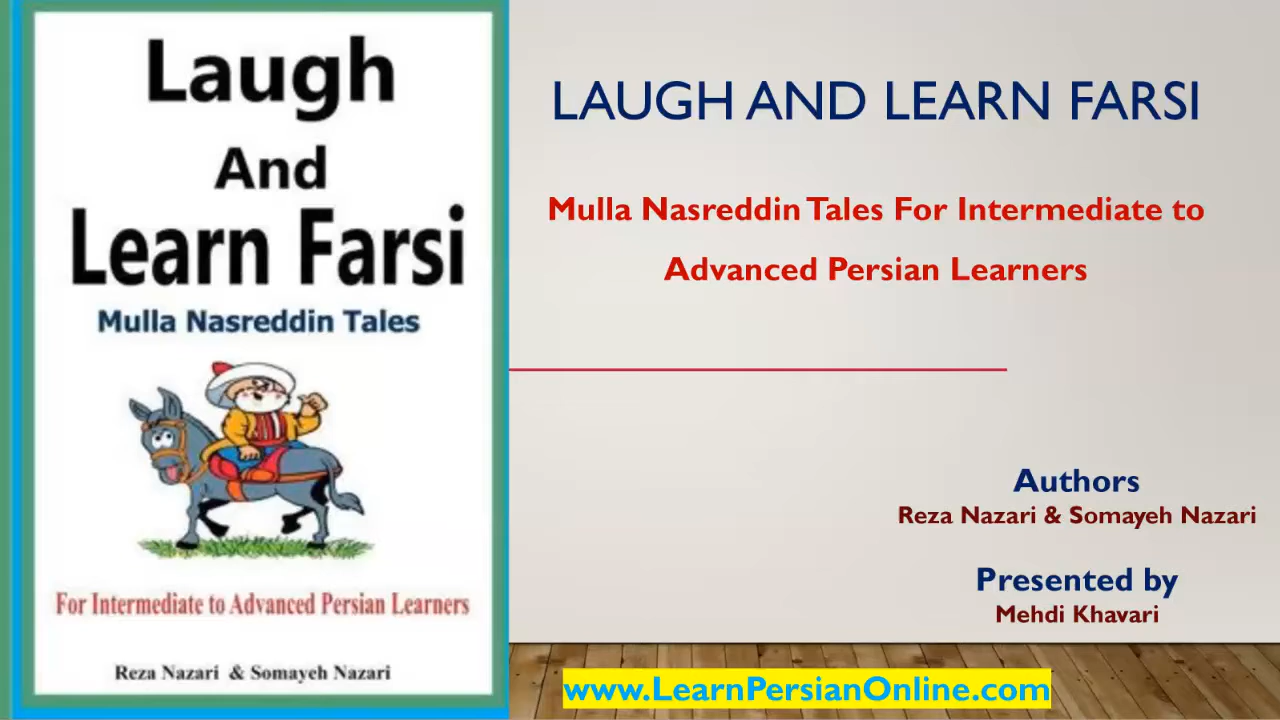 Laugh
And
Learn Farsi
Mulla Nasreddin Tales
For Intermediate to Advanced Persian Learners
Reza Nazari & Somayeh Nazari
LAUGH AND LEARN FARSI
Mulla Nasreddin Tales For Intermediate to
Advanced Persian Learners
Authors
Reza Nazari & Somayeh Nazari
Presented by
Mehdi Khavari
www.LearnPersianOnline.com